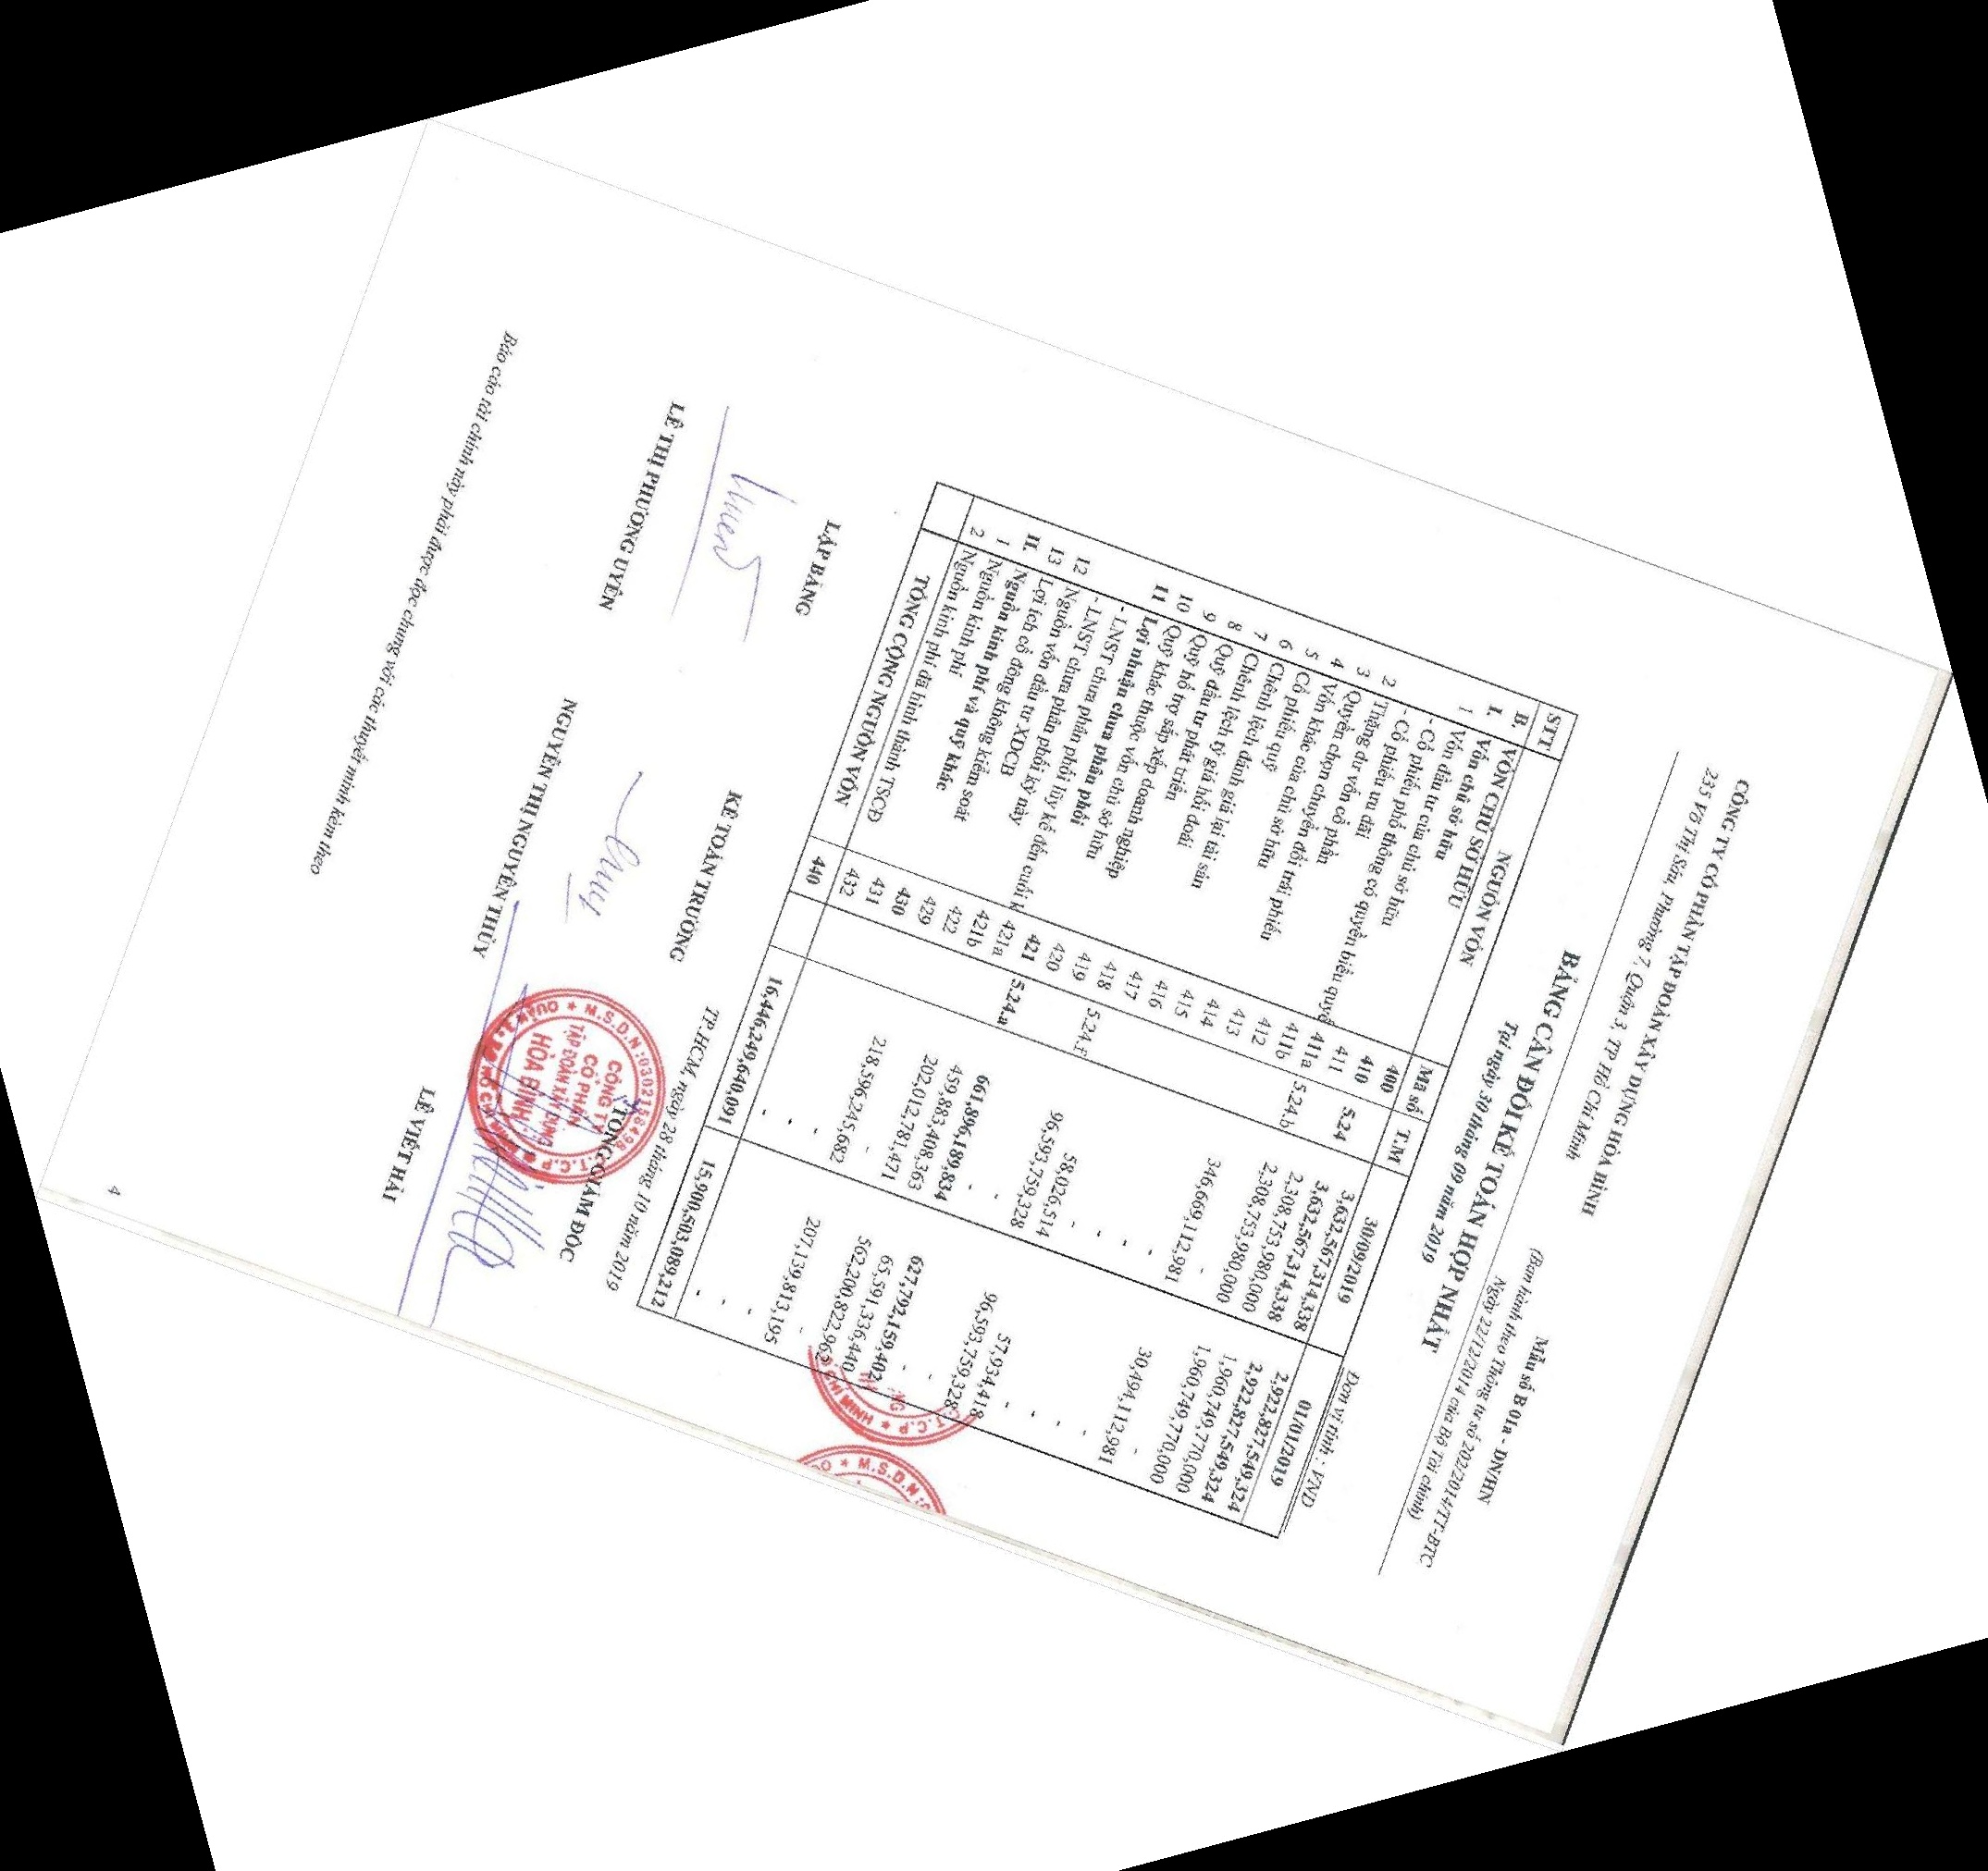 CÔNG TY CỔ PHẦN TẬP ĐOÀN XÂY DỰNG HÒA BÌNH
235 Võ Thị Sáu, Phường 7, Quận 3, TP Hồ Chí Minh
Mẫu số B 01a - DN/HN
(Ban hành theo Thông tư số 202/2014/TT-BTC
Ngày 22/12/2014 của Bộ Tài chính)
BẢNG CÂN ĐỐI KẾ TOÁN HỢP NHẤT
Tại ngày 30 tháng 09 năm 2019
Đơn vị tính : VND
STT NGUỒN VỐN Mã số T.M 30/09/2019 01/01/2019
B. VỐN CHỦ SỞ HỮU 400 3,632,567,314,338 2,922,827,549,324
I. Vốn chủ sở hữu 410 5.24 3,632,567,314,338 2,922,827,549,324
1 Vốn đầu tư của chủ sở hữu 411 2,308,753,980,000 1,960,749,770,000
- Cổ phiếu phổ thông có quyền biểu quyế 411a 5.24.b 2,308,753,980,000 1,960,749,770,000
- Cổ phiếu ưu đãi 411b - -
2 Thặng dư vốn cổ phần 412 346,669,112,981 30,494,112,981
3 Quyền chọn chuyển đổi trái phiếu 413 - -
4 Vốn khác của chủ sở hữu 414 - -
5 Cổ phiếu quỹ 415 - -
6 Chênh lệch đánh giá lại tài sản 416 - -
7 Chênh lệch tỷ giá hối đoái 417 58,026,514 57,934,418
8 Quỹ đầu tư phát triển 418 5.24.f 96,593,759,328 96,593,759,328
9 Quỹ hỗ trợ sắp xếp doanh nghiệp 419 - -
10 Quỹ khác thuộc vốn chủ sở hữu 420 - -
11 Lợi nhuận chưa phân phối 421 5.24.a 661,896,189,834 627,792,159,402
- LNST chưa phân phối lũy kế đến cuối k 421a 459,883,408,363 65,591,336,440
- LNST chưa phân phối kỳ này 421b 202,012,781,471 562,200,822,962
12 Nguồn vốn đầu tư XDCB 422 - -
13 Lợi ích cổ đông không kiểm soát 429 218,596,245,682 207,139,813,195
II. Nguồn kinh phí và quỹ khác 430
1 Nguồn kinh phí 431 - -
2 Nguồn kinh phí đã hình thành TSCĐ 432 - -
TỔNG CỘNG NGUỒN VỐN 440 16,446,249,640,091 15,900,503,089,212
TP.HCM, ngày 28 tháng 10 năm 2019
LẬP BẢNG KẾ TOÁN TRƯỞNG TỔNG GIÁM ĐỐC
M.S.D.N:0302158498
C.T.C.P
CÔNG TY
CỔ PHẦN
TẬP ĐOÀN XÂY DỰNG
HÒA BÌNH
LÊ THỊ PHƯƠNG UYÊN NGUYỄN THỊ NGUYÊN THỦY LÊ VIẾT HẢI
Báo cáo tài chính này phải được đọc chung với các thuyết minh kèm theo
4